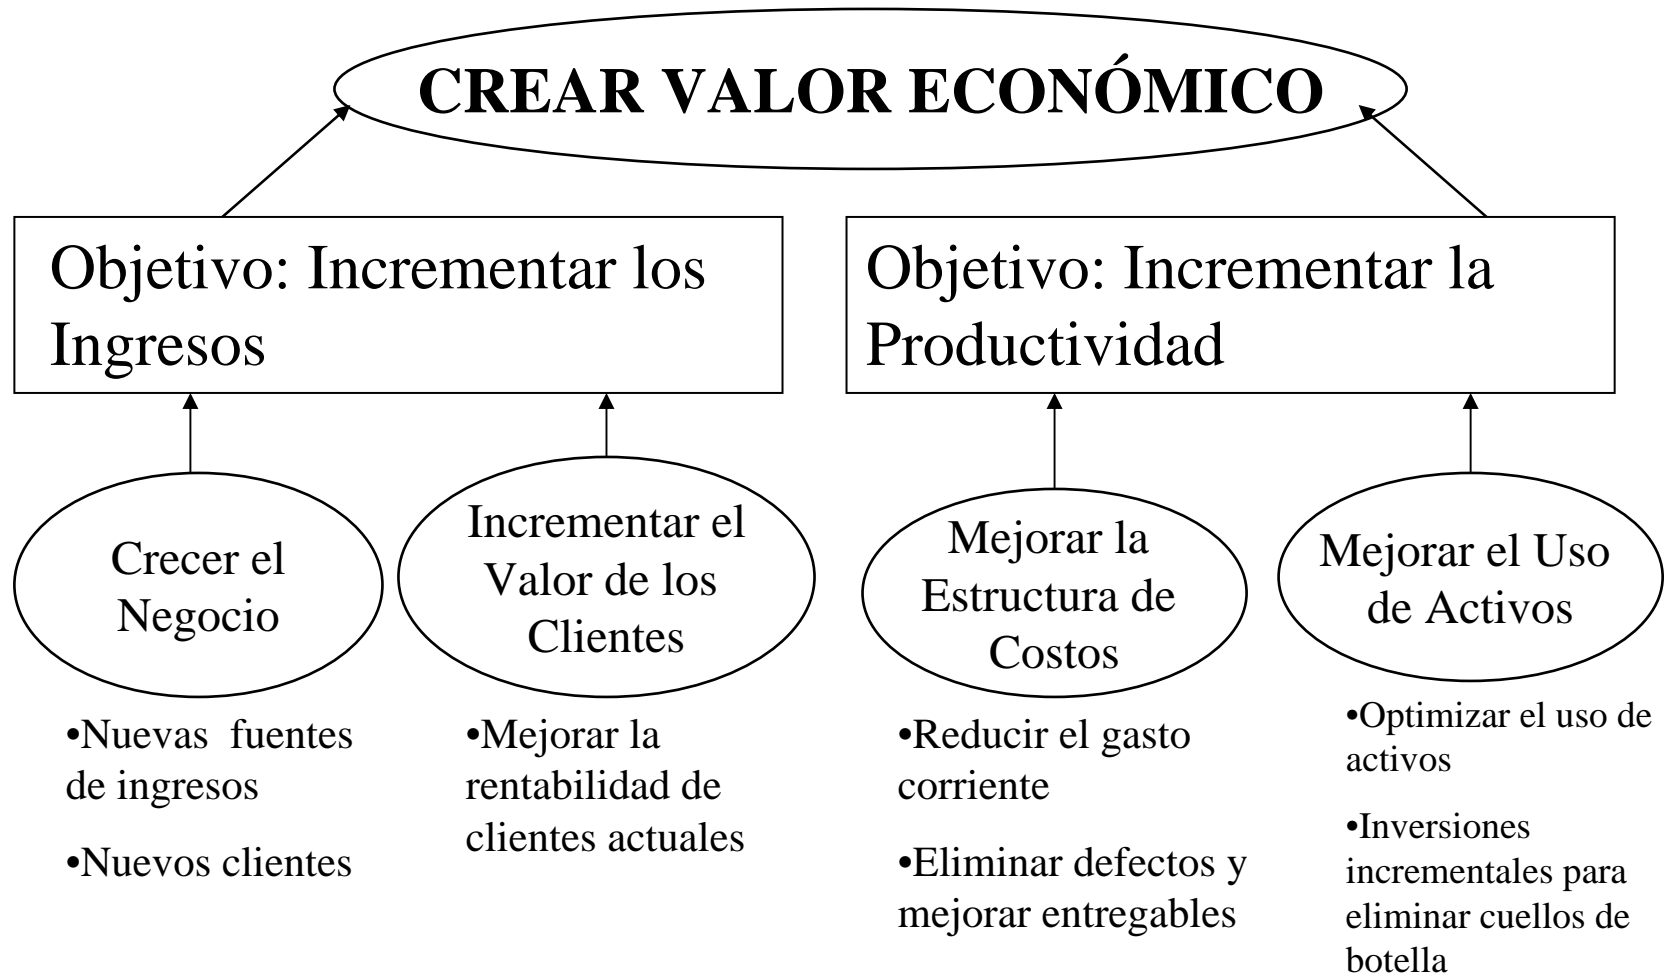 CREAR VALOR ECONÓMICO
Objetivo: Incrementar los
Ingresos
Objetivo: Incrementar la
Productividad
Crecer el
Negocio
Incrementar el
Valor de los
Clientes
Mejorar la
Estructura de
Costos
Mejorar el Uso
de Activos
•Nuevas fuentes
de ingresos
•Nuevos clientes
•Mejorar la
rentabilidad de
clientes actuales
•Reducir el gasto
corriente
•Eliminar defectos y
mejorar entregables
•Optimizar el uso de
activos
•Inversiones
incrementales para
eliminar cuellos de
botella